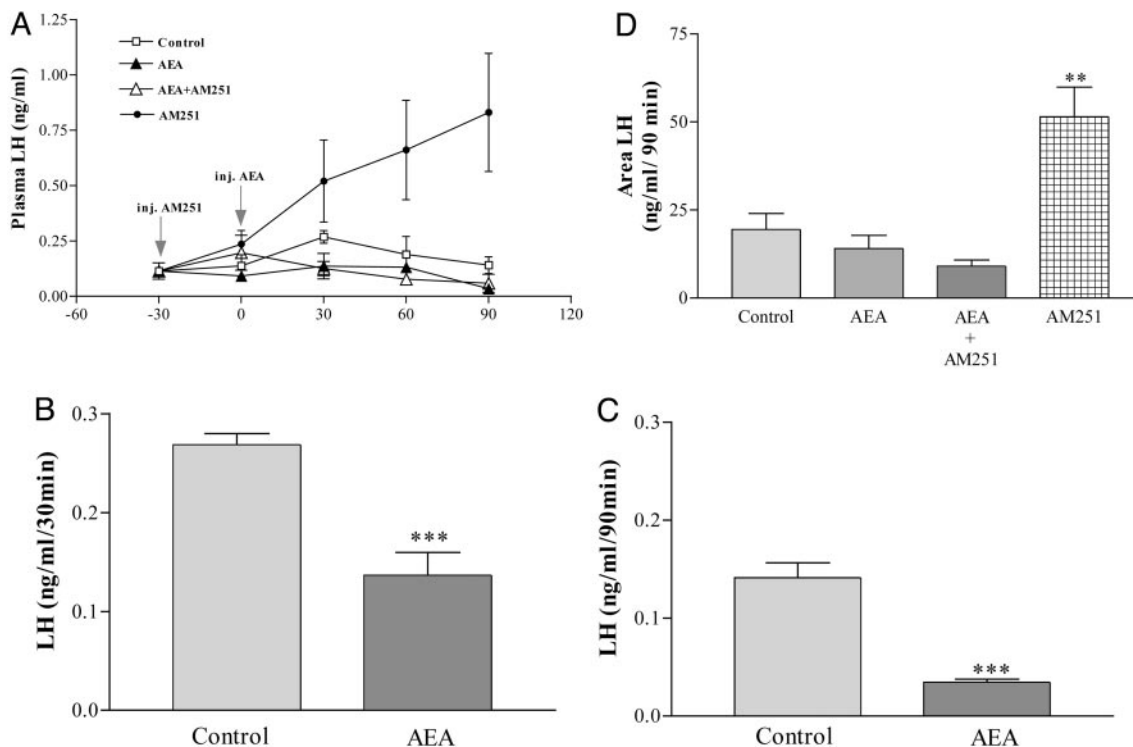 A
Plasma LH (ng/ml)
1.25
1.00
0.75
0.50
0.25
0.00
Control
AEA
AEA+AM251
AM251
inj. AM251
inj. AEA
-60 -30 0 30 60 90 120
D
Area LH
(ng/ml/ 90 min)
75
50
25
0
**
Control AEA AEA AM251
+
AM251
B
LH (ng/ml/30min)
0.3
0.2
0.1
0.0
***
Control AEA
C
LH (ng/ml/90min)
0.3
0.2
0.1
0.0
***
Control AEA